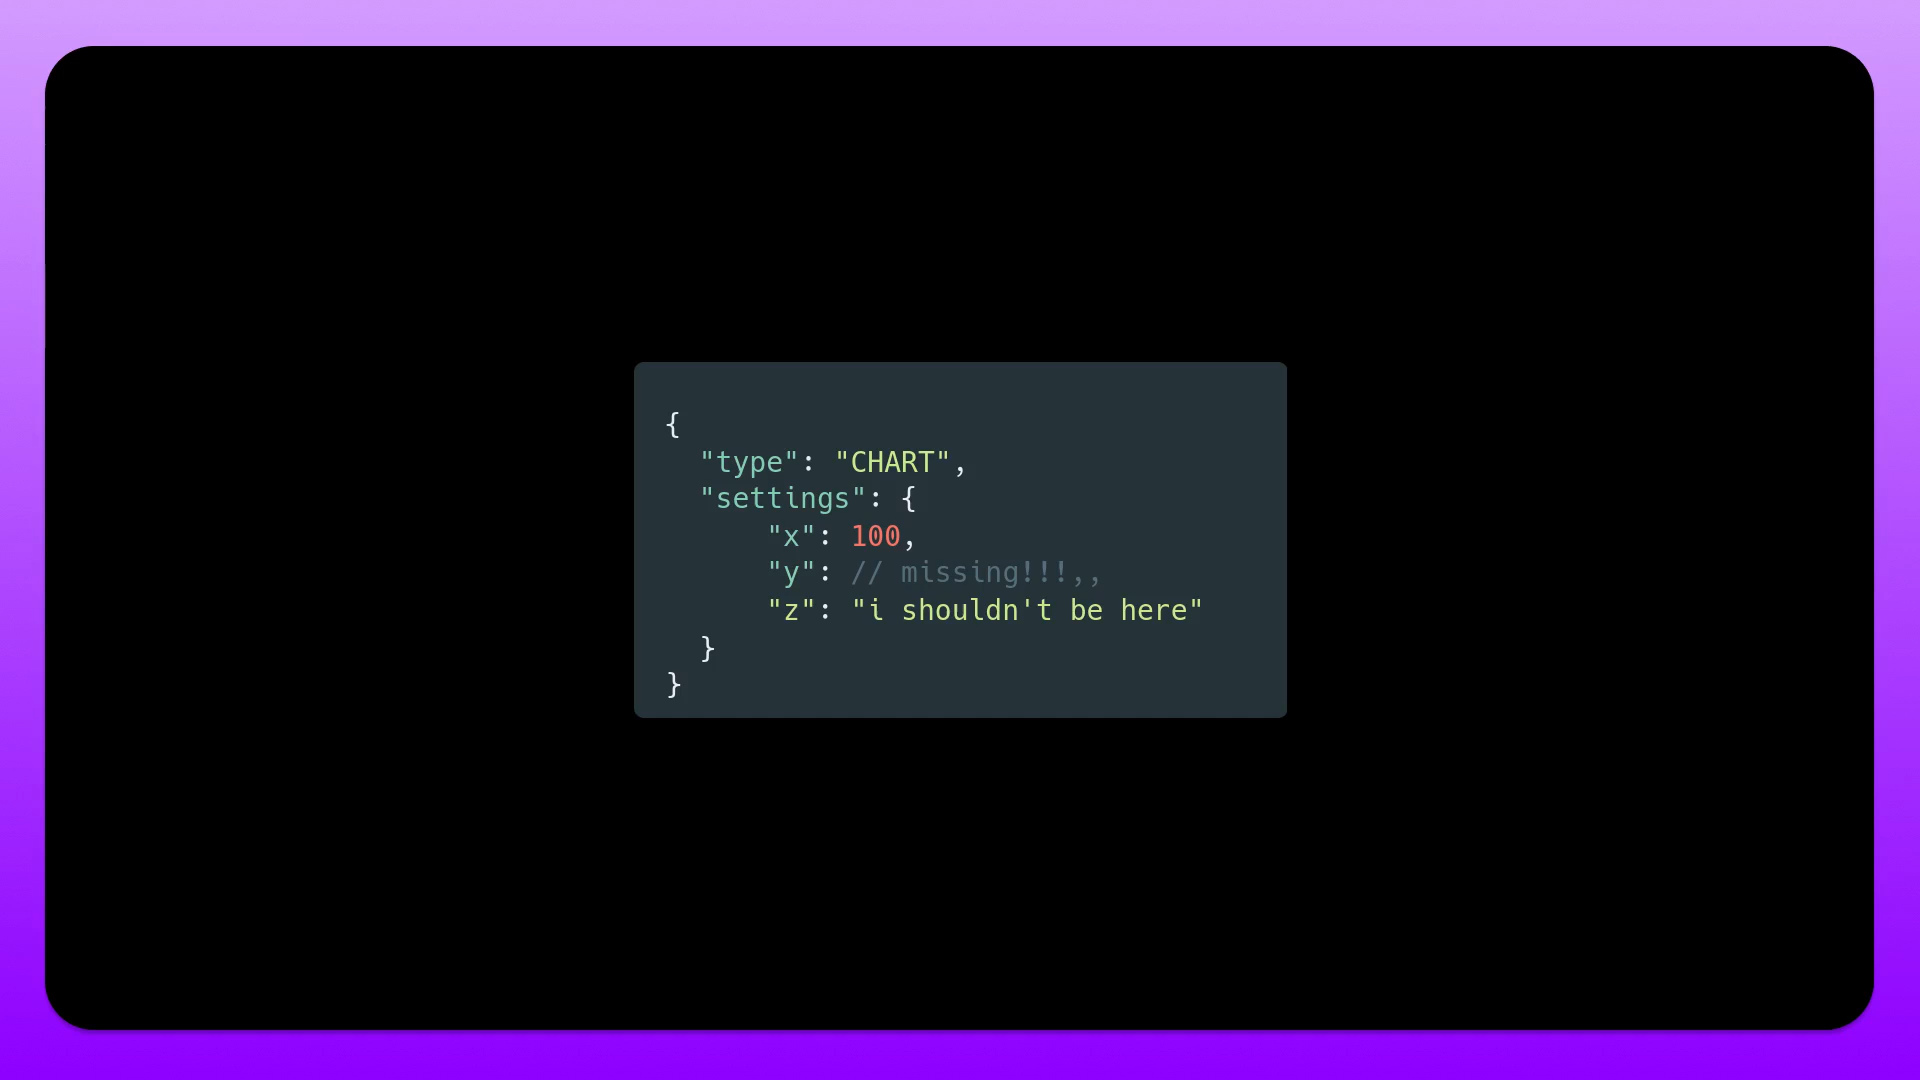 {
  "type": "CHART",
  "settings": {
      "x": 100,
      "y": // missing!!!,,
      "z": "i shouldn't be here"
  }
}